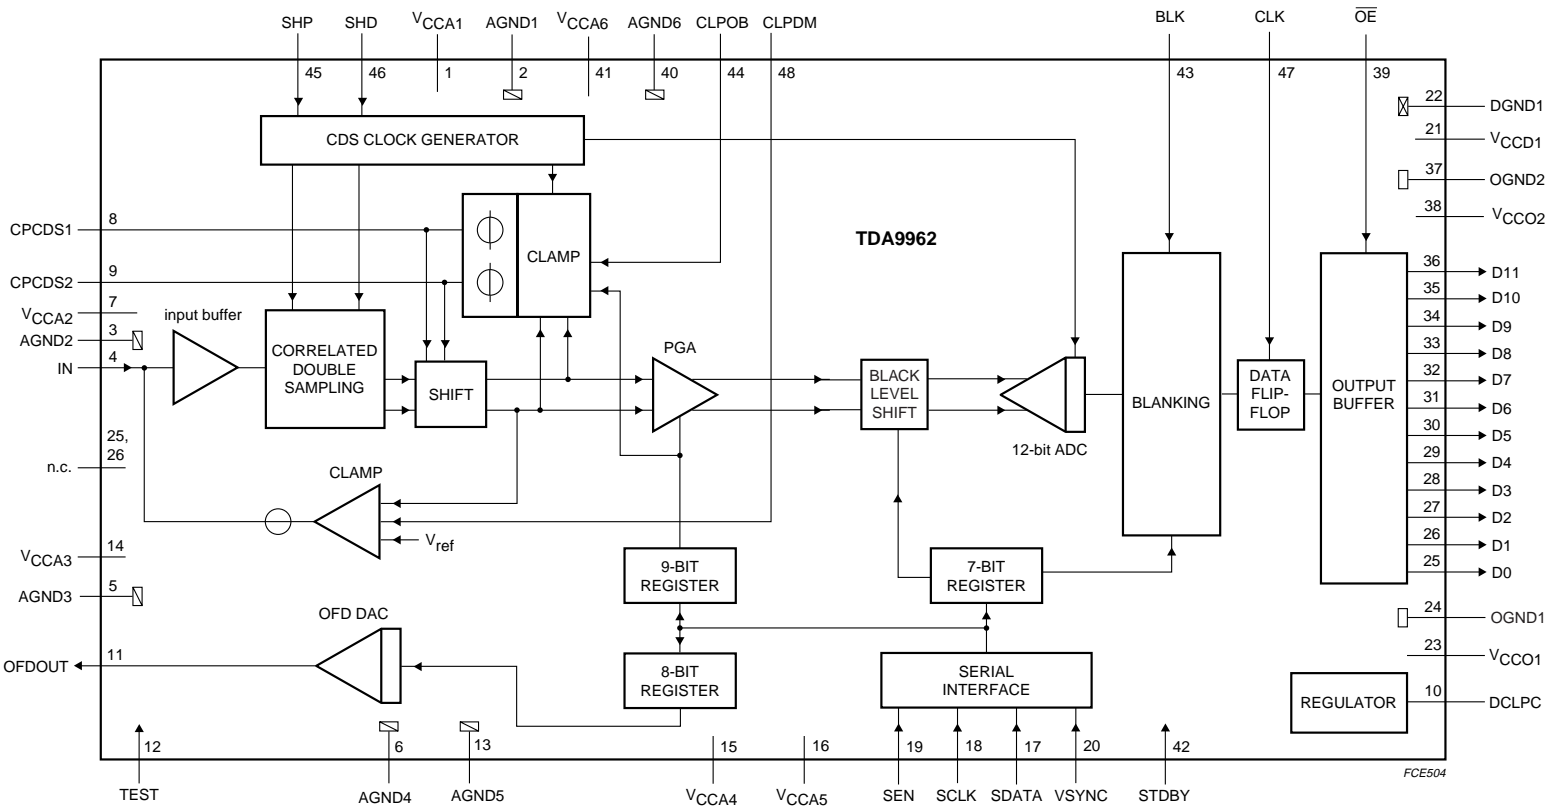 SHP SHD VCCA1 AGND1 VCCA6 AGND6 CLPOB CLPDM BLK CLK OE
45 46 1 2 41 40 44 48 43 47 39
22 DGND1
21 VCCD1
37 OGND2
38 VCCO2
CDS CLOCK GENERATOR
CPCDS1 8
CPCDS2 9
VCCA2 7
AGND2 3
IN 4
input buffer
CORRELATED
DOUBLE
SAMPLING
SHIFT
CLAMP
TDA9962
PGA
BLACK
LEVEL
SHIFT
12-bit ADC
BLANKING
DATA
FLIP-
FLOP
OUTPUT
BUFFER
36 D11
35 D10
34 D9
33 D8
32 D7
31 D6
30 D5
29 D4
28 D3
27 D2
26 D1
25 D0
25,
26
n.c.
CLAMP
Vref
VCCA3 14
AGND3 5
9-BIT
REGISTER
7-BIT
REGISTER
OFD DAC
OFDOUT 11
8-BIT
REGISTER
SERIAL
INTERFACE
24 OGND1
23 VCCO1
REGULATOR
10 DCLPC
12 6 13 15 16 19 18 17 20 42
FCE504
TEST AGND4 AGND5 VCCA4 VCCA5 SEN SCLK SDATA VSYNC STDBY